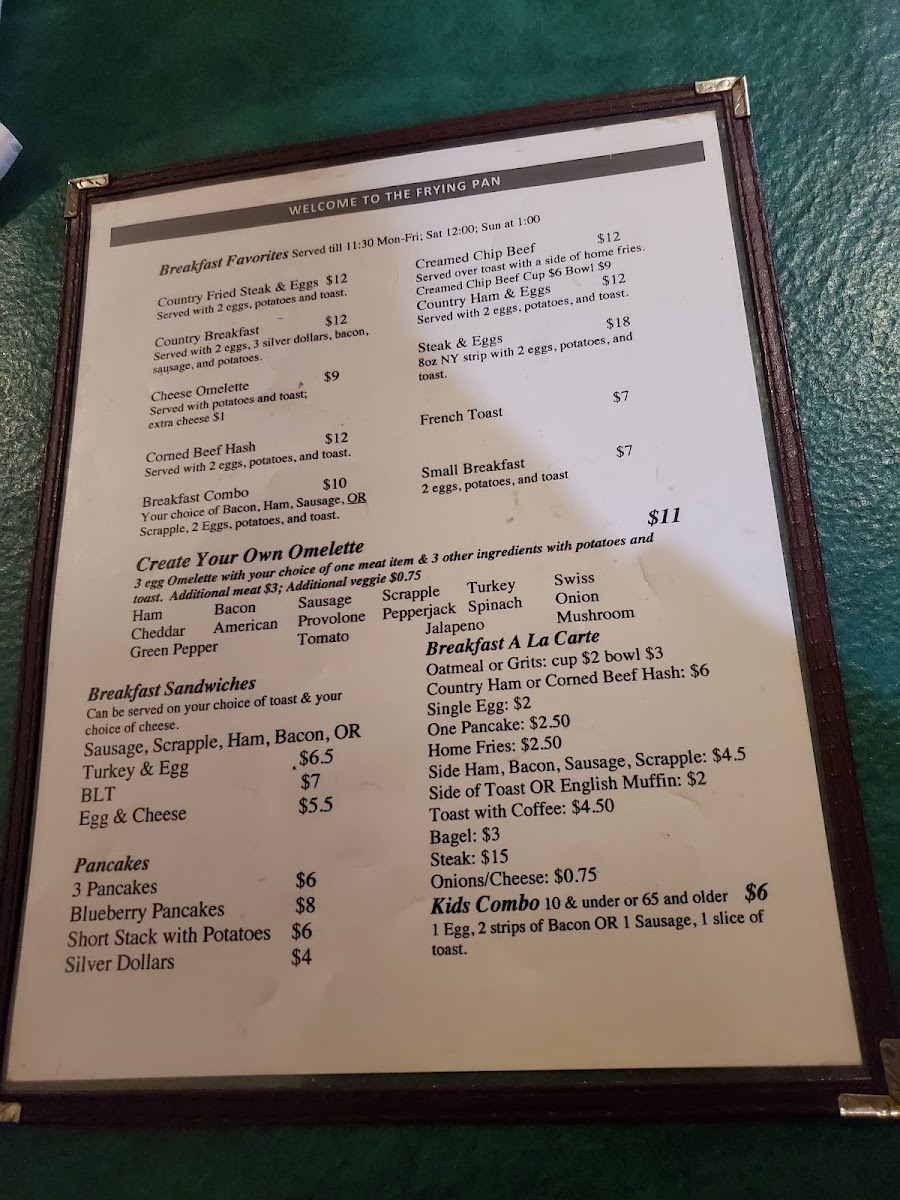 WELCOME TO THE FRYING PAN
Breakfast Favorites Served till 11:30 Mon-Fri; Sat 12:00; Sun at 1:00
Country Fried Steak & Eggs $12
Served with 2 eggs, potatoes and toast.
Country Breakfast $12
Served with 2 eggs, 3 silver dollars, bacon,
sausage, and potatoes.
Cheese Omelette $9
Served with potatoes and toast;
extra cheese $1
Corned Beef Hash $12
Served with 2 eggs, potatoes, and toast.
Breakfast Combo $10
Your choice of Bacon, Ham, Sausage, OR
Scrapple, 2 Eggs, potatoes, and toast.
Creamed Chip Beef $12
Served over toast with a side of home fries.
Creamed Chip Beef Cup $6 Bowl $9
Country Ham & Eggs $12
Served with 2 eggs, potatoes, and toast.
Steak & Eggs $18
8oz NY strip with 2 eggs, potatoes, and
toast.
French Toast $7
Small Breakfast $7
2 eggs, potatoes, and toast
Create Your Own Omelette $11
3 egg Omelette with your choice of one meat item & 3 other ingredients with potatoes and
toast. Additional meat $3; Additional veggie $0.75
Ham Bacon Sausage Scrapple Turkey Swiss
Cheddar American Provolone Pepperjack Spinach Onion
Green Pepper Tomato Jalapeno Mushroom
Breakfast Sandwiches
Can be served on your choice of toast & your
choice of cheese.
Sausage, Scrapple, Ham, Bacon, OR
Turkey & Egg $6.5
BLT $7
Egg & Cheese $5.5
Pancakes
3 Pancakes $6
Blueberry Pancakes $8
Short Stack with Potatoes $6
Silver Dollars $4
Breakfast A La Carte
Oatmeal or Grits: cup $2 bowl $3
Country Ham or Corned Beef Hash: $6
Single Egg: $2
One Pancake: $2.50
Home Fries: $2.50
Side Ham, Bacon, Sausage, Scrapple: $4.5
Side of Toast OR English Muffin: $2
Toast with Coffee: $4.50
Bagel: $3
Steak: $15
Onions/Cheese: $0.75
Kids Combo 10 & under or 65 and older $6
1 Egg, 2 strips of Bacon OR 1 Sausage, 1 slice of
toast.